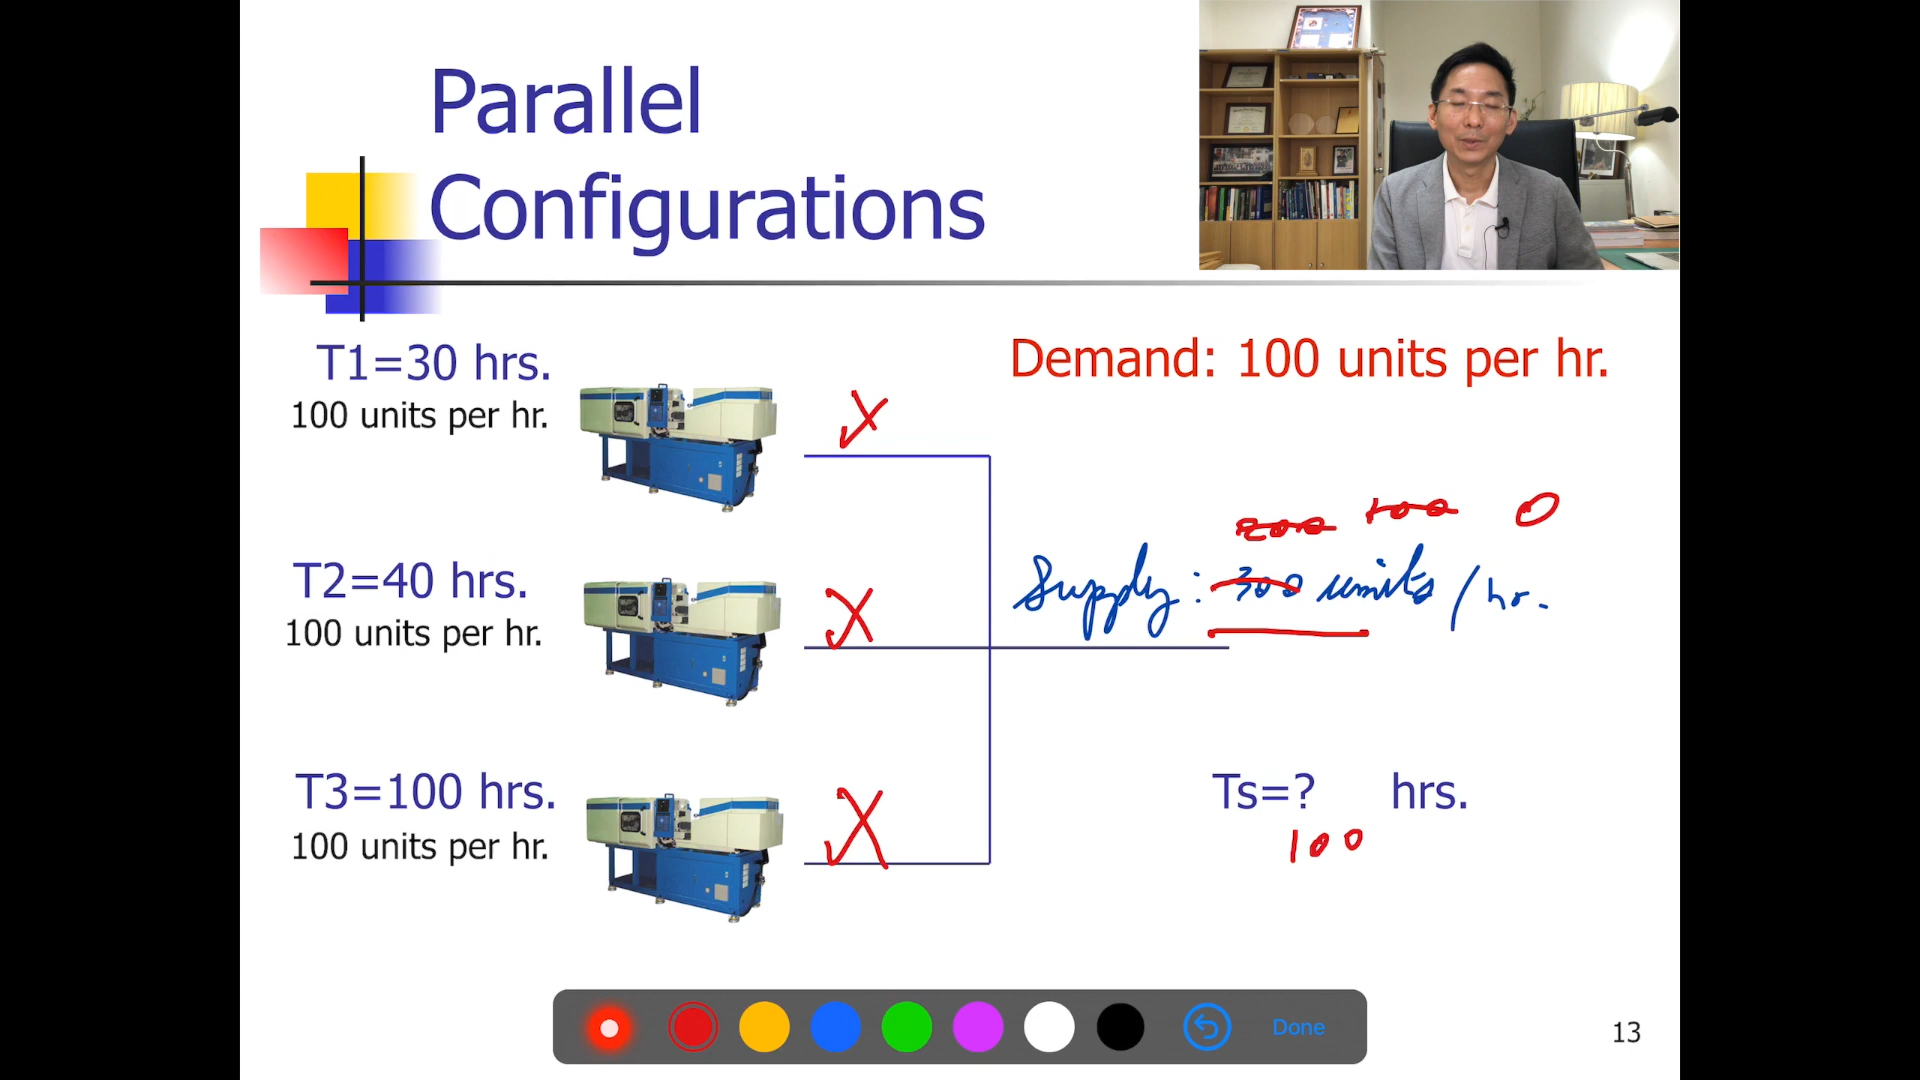 Parallel
Configurations
T1=30 hrs.
100 units per hr.
Demand: 100 units per hr.
200 100 0
Supply: 300 units / hr.
T2=40 hrs.
100 units per hr.
T3=100 hrs.
100 units per hr.
Ts=? hrs.
100
Done
13